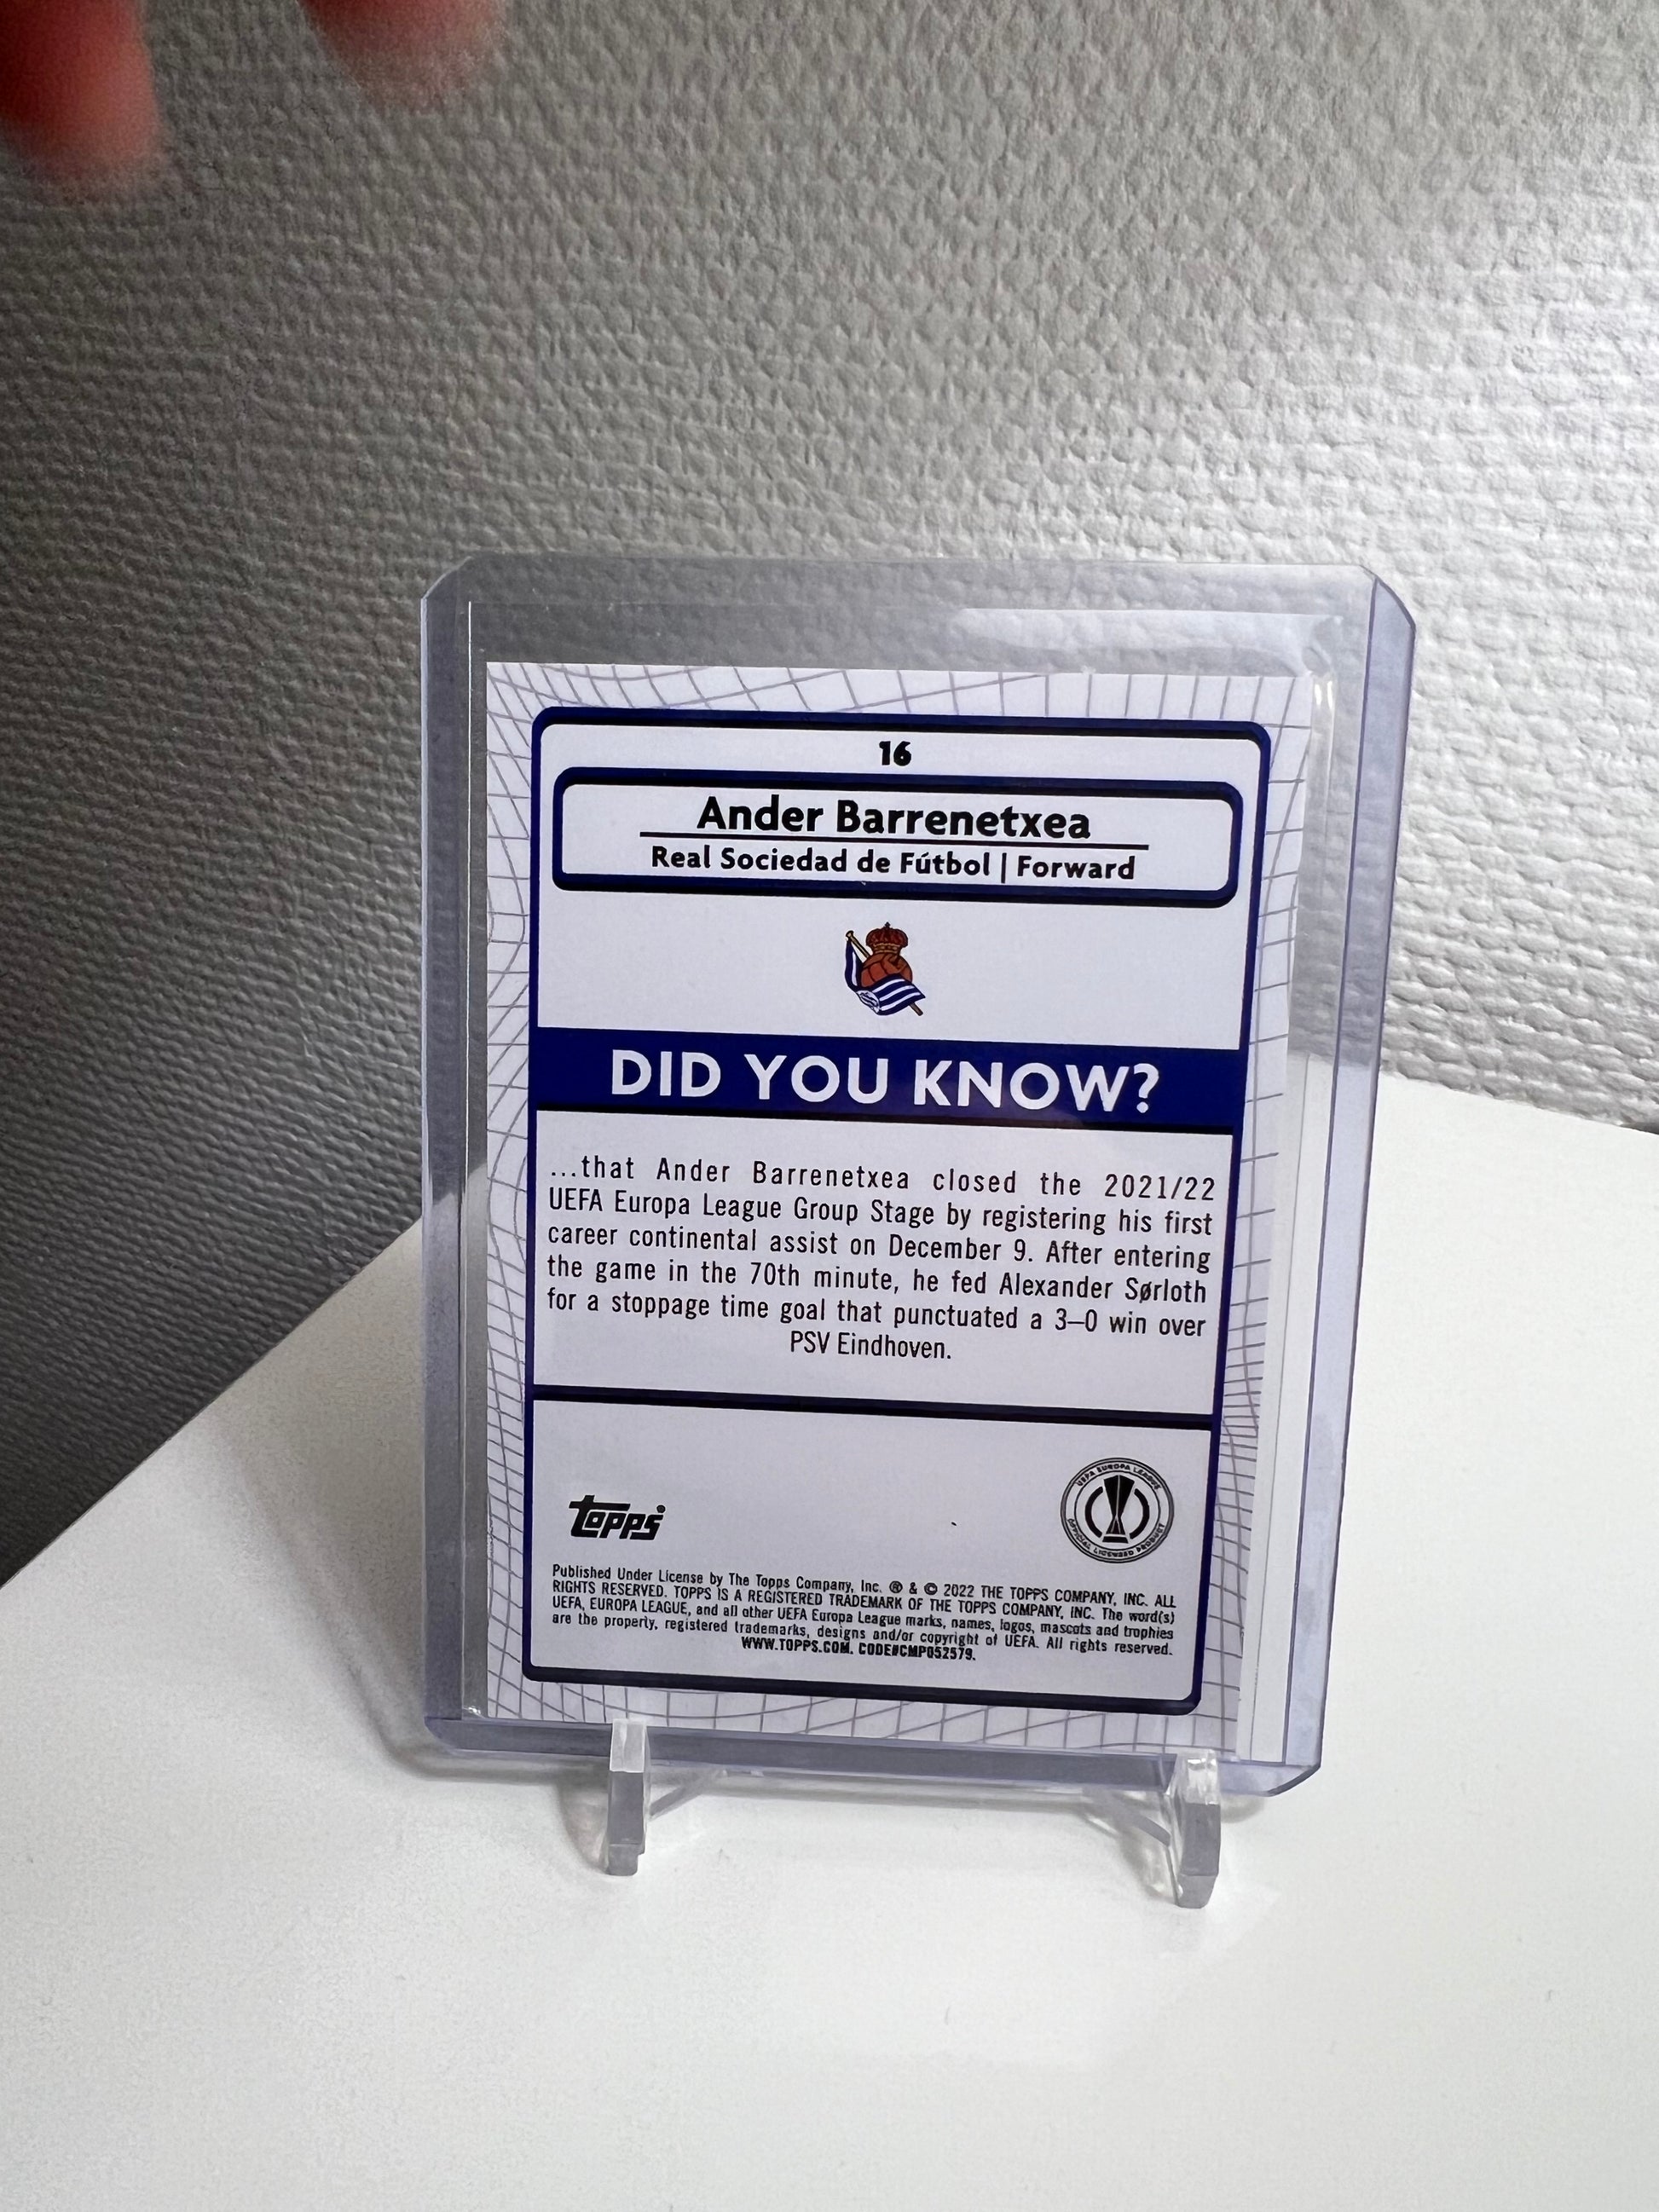 16
Ander Barrenetxea
Real Sociedad de Fútbol | Forward
DID YOU KNOW?
...that Ander Barrenetxea closed the 2021/22
UEFA Europa League Group Stage by registering his first
career continental assist on December 9. After entering
the game in the 70th minute, he fed Alexander Sørloth
for a stoppage time goal that punctuated a 3–0 win over
PSV Eindhoven.
topps
UEFA EUROPA LEAGUE
OFFICIAL LICENSED PRODUCT
Published Under License by The Topps Company, Inc. ® & © 2022 THE TOPPS COMPANY, INC. ALL
RIGHTS RESERVED. TOPPS IS A REGISTERED TRADEMARK OF THE TOPPS COMPANY, INC. The word(s)
UEFA, EUROPA LEAGUE, and all other UEFA Europa League marks, names, logos, mascots and trophies
are the property, registered trademarks, designs and/or copyright of UEFA. All rights reserved.
WWW.TOPPS.COM. CODE#CMP052579.